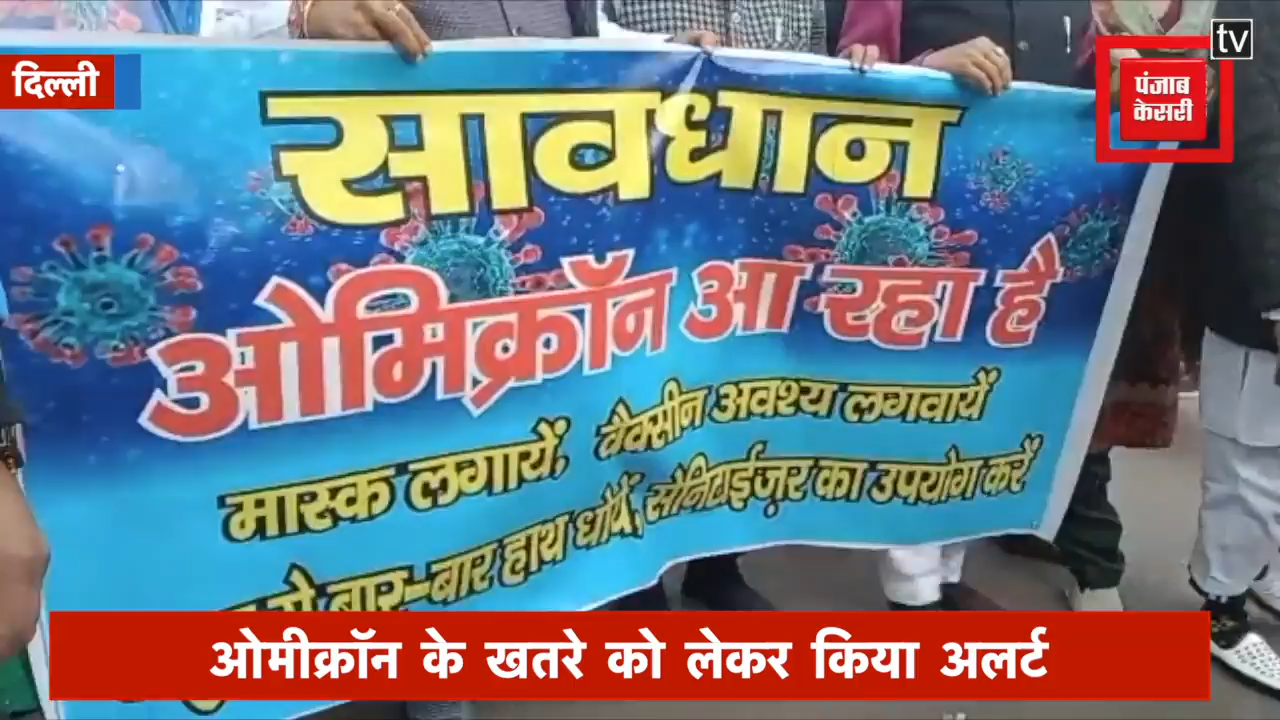 tv
दिल्ली
पंजाब
केसरी
सावधान
ओमिक्रॉन आ रहा है
मास्क लगायें, वैक्सीन अवश्य लगवायें
से बार-बार हाथ धोयें, सैनिटाईज़र का उपयोग करें
ओमीक्रॉन के खतरे को लेकर किया अलर्ट